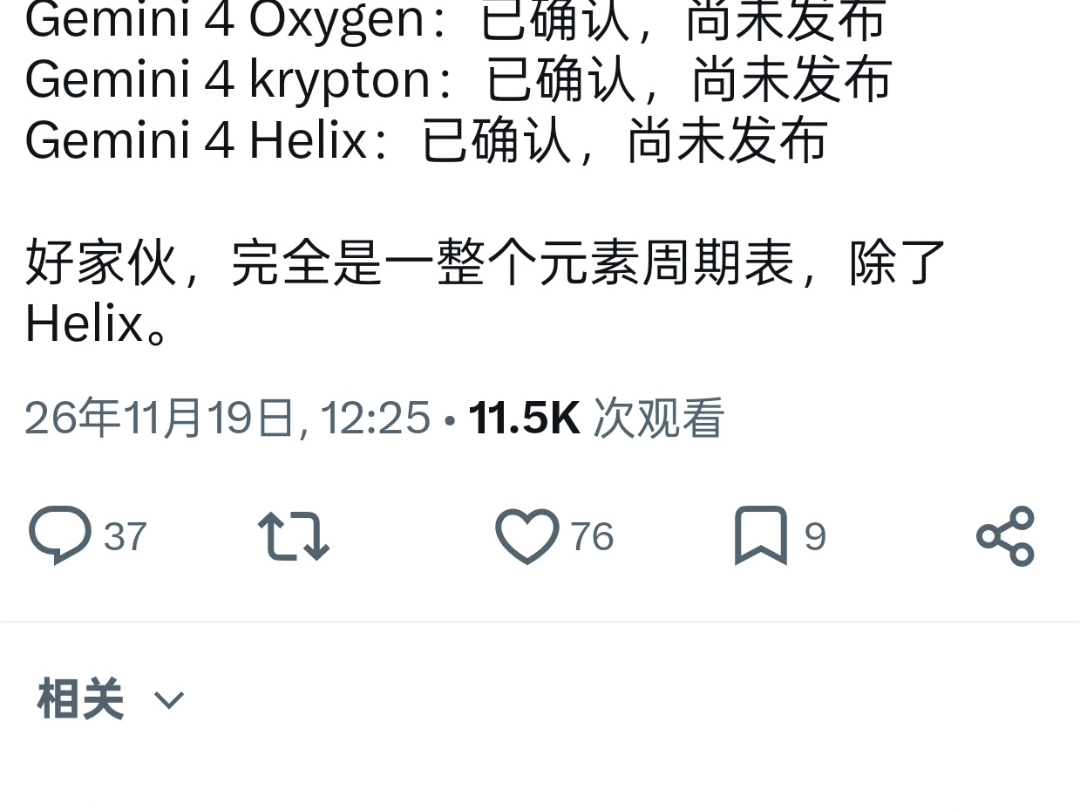 Gemini 4 Oxygen：已确认，尚未发布
Gemini 4 krypton：已确认，尚未发布
Gemini 4 Helix：已确认，尚未发布
好家伙，完全是一整个元素周期表，除了
Helix。
26年11月19日, 12:25 · 11.5K 次观看
37 76 9
相关